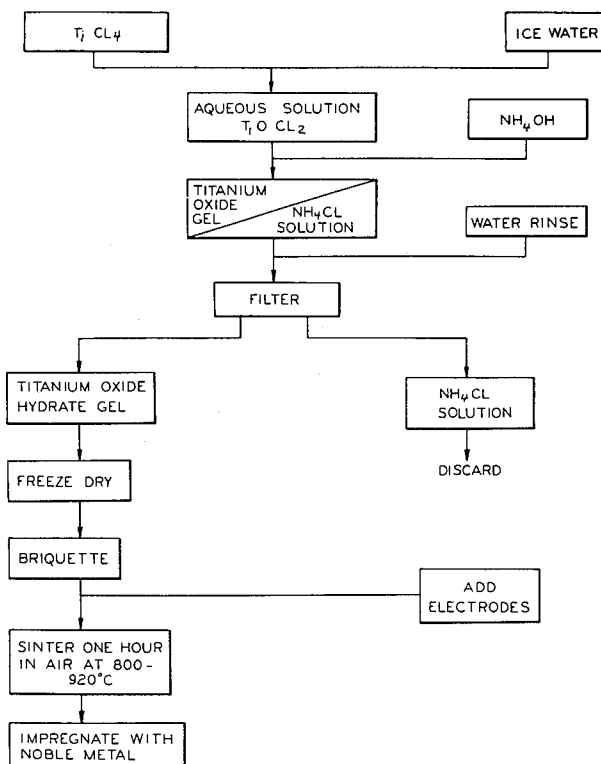 Ti CL4
ICE WATER
AQUEOUS SOLUTION
Ti O CL2
NH4OH
TITANIUM
OXIDE
GEL
NH4CL
SOLUTION
WATER RINSE
FILTER
TITANIUM OXIDE
HYDRATE GEL
NH4CL
SOLUTION
FREEZE DRY
DISCARD
BRIQUETTE
ADD
ELECTRODES
SINTER ONE HOUR
IN AIR AT 800-
920°C
IMPREGNATE WITH
NOBLE METAL